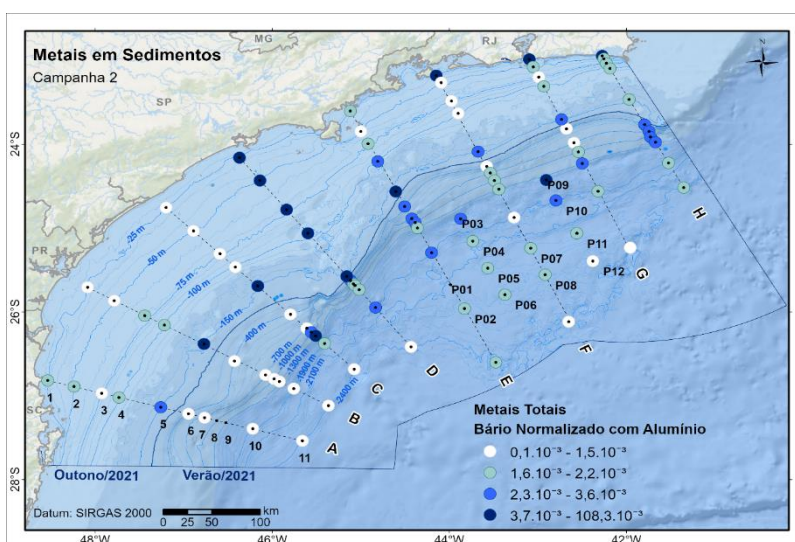 MG
RJ
Metais em Sedimentos
Campanha 2
SP
24°S
PR
-25 m
-50 m
-75 m
-100 m
-150 m
-400 m
-700 m
-1000 m
-1300 m
-1900 m
-2100 m
-2400 m
P09
P10
P03
P04
P11
P07
P12
P05
P08
P01
P06
P02
H
G
F
E
D
C
B
A
26°S
SC
1 2 3 4 5 6 7 8 9 10 11
Outono/2021 Verão/2021
28°S
Datum: SIRGAS 2000
0 25 50 100 km
Metais Totais
Bário Normalizado com Alumínio
0,1.10⁻³ - 1,5.10⁻³
1,6.10⁻³ - 2,2.10⁻³
2,3.10⁻³ - 3,6.10⁻³
3,7.10⁻³ - 108,3.10⁻³
48°W 46°W 44°W 42°W